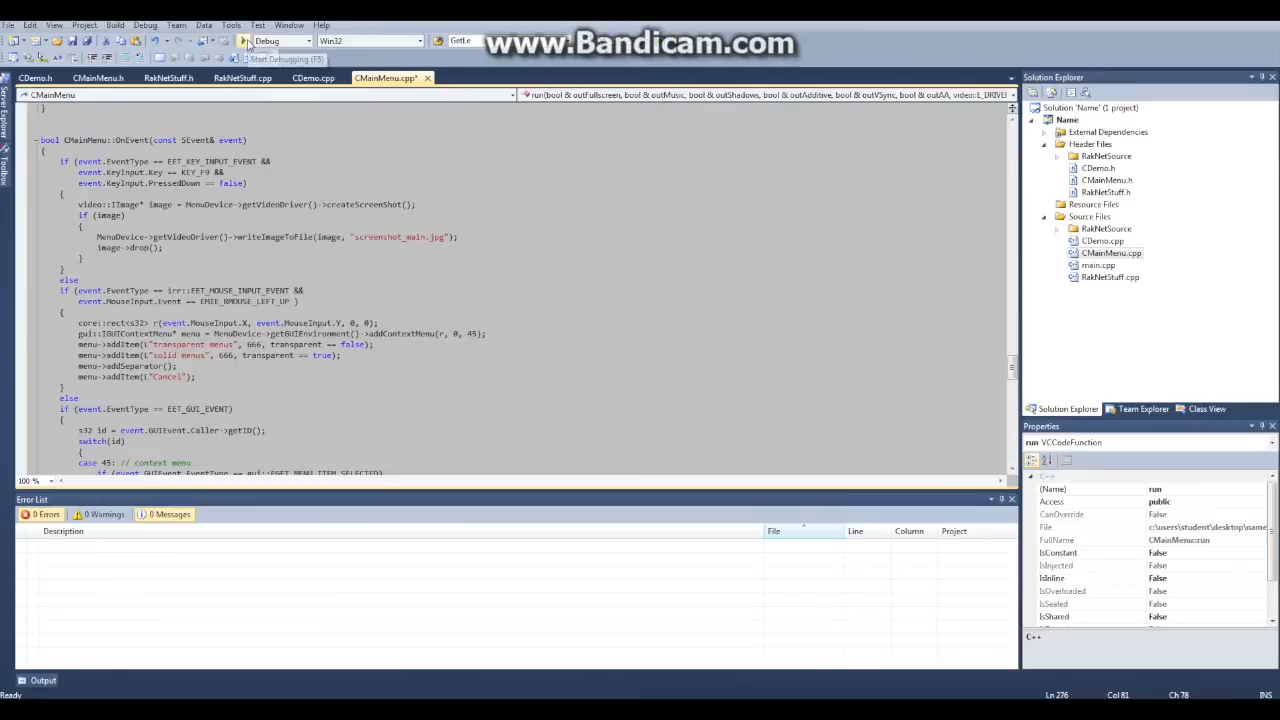 File Edit View Project Build Debug Team Data Tools Test Window Help
Debug Win32 GetLe
www.Bandicam.com
Start Debugging (F5)
CDemo.h CMainMenu.h RakNetStuff.h RakNetStuff.cpp CDemo.cpp CMainMenu.cpp*
CMainMenu run(bool & outFullscreen, bool & outMusic, bool & outShadows, bool & outAdditive, bool & outVSync, bool & outAA, video::E_DRIVER
}
bool CMainMenu::OnEvent(const SEvent& event)
{
if (event.EventType == EET_KEY_INPUT_EVENT &&
event.KeyInput.Key == KEY_F9 &&
event.KeyInput.PressedDown == false)
{
video::IImage* image = MenuDevice->getVideoDriver()->createScreenShot();
if (image)
{
MenuDevice->getVideoDriver()->writeImageToFile(image, "screenshot_main.jpg");
image->drop();
}
}
else
if (event.EventType == irr::EET_MOUSE_INPUT_EVENT &&
event.MouseInput.Event == EMIE_RMOUSE_LEFT_UP )
{
core::rect<s32> r(event.MouseInput.X, event.MouseInput.Y, 0, 0);
gui::IGUIContextMenu* menu = MenuDevice->getGUIEnvironment()->addContextMenu(r, 0, 45);
menu->addItem(L"transparent menus", 666, transparent == false);
menu->addItem(L"solid menus", 666, transparent == true);
menu->addSeparator();
menu->addItem(L"Cancel");
}
else
if (event.EventType == EET_GUI_EVENT)
{
s32 id = event.GUIEvent.Caller->getID();
switch(id)
{
case 45: // context menu
if (event.GUIEvent.EventType == gui::EGET_MENU_ITEM_SELECTED)
100 %
Error List
0 Errors 0 Warnings 0 Messages
Description File Line Column Project
Output
Ready Ln 276 Col 81 Ch 78 INS
Server Explorer
Toolbox
Solution Explorer
Solution 'Name' (1 project)
Name
External Dependencies
Header Files
RakNetSource
CDemo.h
CMainMenu.h
RakNetStuff.h
Resource Files
Source Files
RakNetSource
CDemo.cpp
CMainMenu.cpp
main.cpp
RakNetStuff.cpp
Solution Explorer Team Explorer Class View
Properties
run VCCodeFunction
C++
(Name) run
Access public
CanOverride False
File c:\users\student\desktop\name
FullName CMainMenu::run
IsConstant False
IsInjected False
IsInline False
IsOverloaded False
IsSealed False
IsShared False
C++